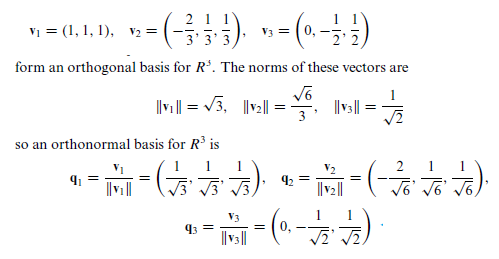 v₁ = (1, 1, 1), v₂ = (−2/3, 1/3, 1/3), v₃ = (0, −1/2, 1/2)
form an orthogonal basis for R³. The norms of these vectors are
‖v₁‖ = √3, ‖v₂‖ = √6/3, ‖v₃‖ = 1/√2
so an orthonormal basis for R³ is
q₁ = v₁/‖v₁‖ = (1/√3, 1/√3, 1/√3), q₂ = v₂/‖v₂‖ = (−2/√6, 1/√6, 1/√6),
q₃ = v₃/‖v₃‖ = (0, −1/√2, 1/√2)